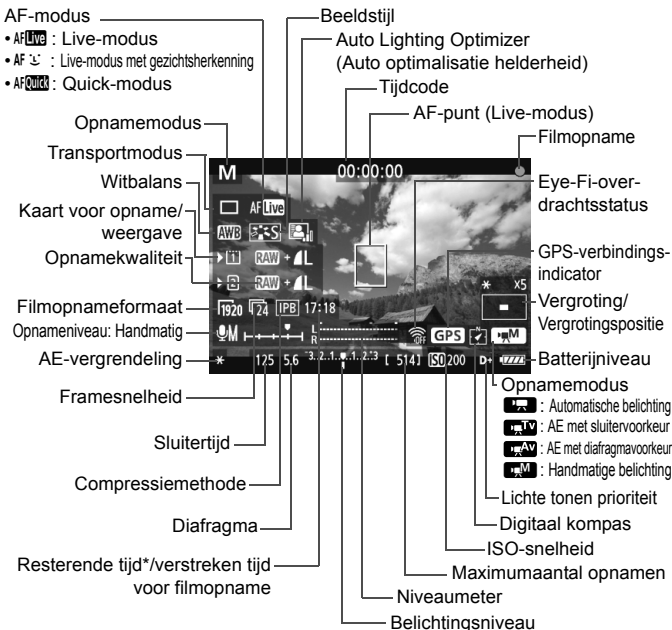 AF-modus
• AF Live : Live-modus
• AF : Live-modus met gezichtsherkenning
• AF Quick : Quick-modus
Opnamemodus
Transportmodus
Witbalans
Kaart voor opname/
weergave
Opnamekwaliteit
Filmopnameformaat
Opnameniveau: Handmatig
AE-vergrendeling
Framesnelheid
Sluitertijd
Compressiemethode
Diafragma
Resterende tijd*/verstreken tijd
voor filmopname
Beeldstijl
Auto Lighting Optimizer
(Auto optimalisatie helderheid)
Tijdcode
AF-punt (Live-modus)
Filmopname
Eye-Fi-over-
drachtsstatus
GPS-verbindings-
indicator
Vergroting/
Vergrotingspositie
Batterijniveau
Opnamemodus
: Automatische belichting
Tv : AE met sluitervoorkeur
Av : AE met diafragmavoorkeur
M : Handmatige belichting
Lichte tonen prioriteit
Digitaal kompas
ISO-snelheid
Maximumaantal opnamen
Niveaumeter
Belichtingsniveau
M 00:00:00
AF Live
AWB S
1 RAW + L
2 RAW + L
* X5
1920 24 IPB 17:18
M L
R
OFF GPS N M
* 125 5.6 -3..2..1..▼..1..2.+3 [ 514] ISO 200 D+